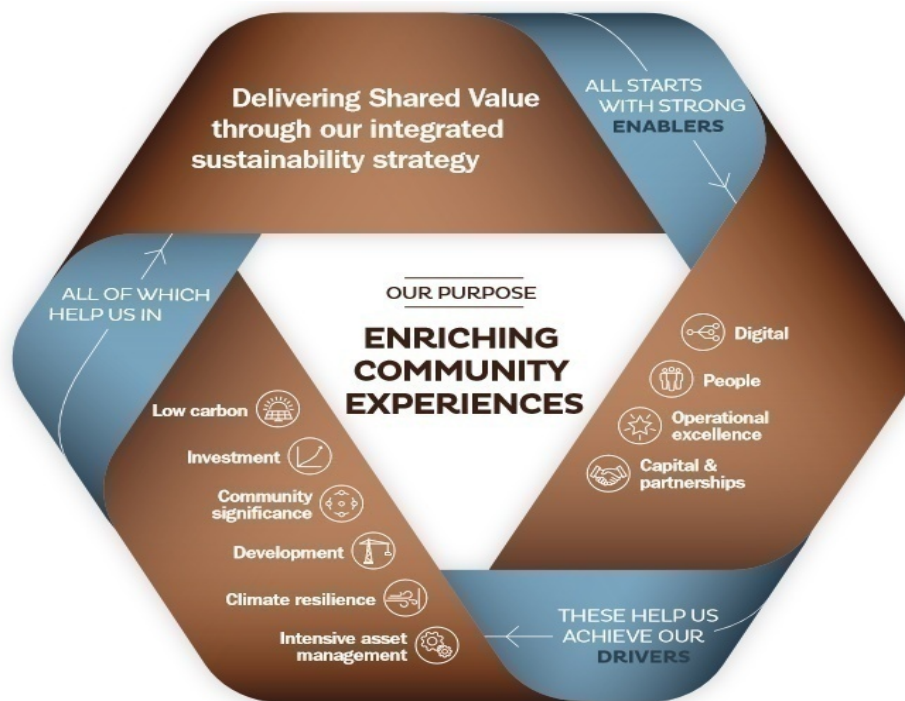 Delivering Shared Value
through our integrated
sustainability strategy
ALL STARTS
WITH STRONG
ENABLERS
Digital
People
Operational
excellence
Capital &
partnerships
THESE HELP US
ACHIEVE OUR
DRIVERS
Low carbon
Investment
Community
significance
Development
Climate resilience
Intensive asset
management
ALL OF WHICH
HELP US IN
OUR PURPOSE
ENRICHING
COMMUNITY
EXPERIENCES